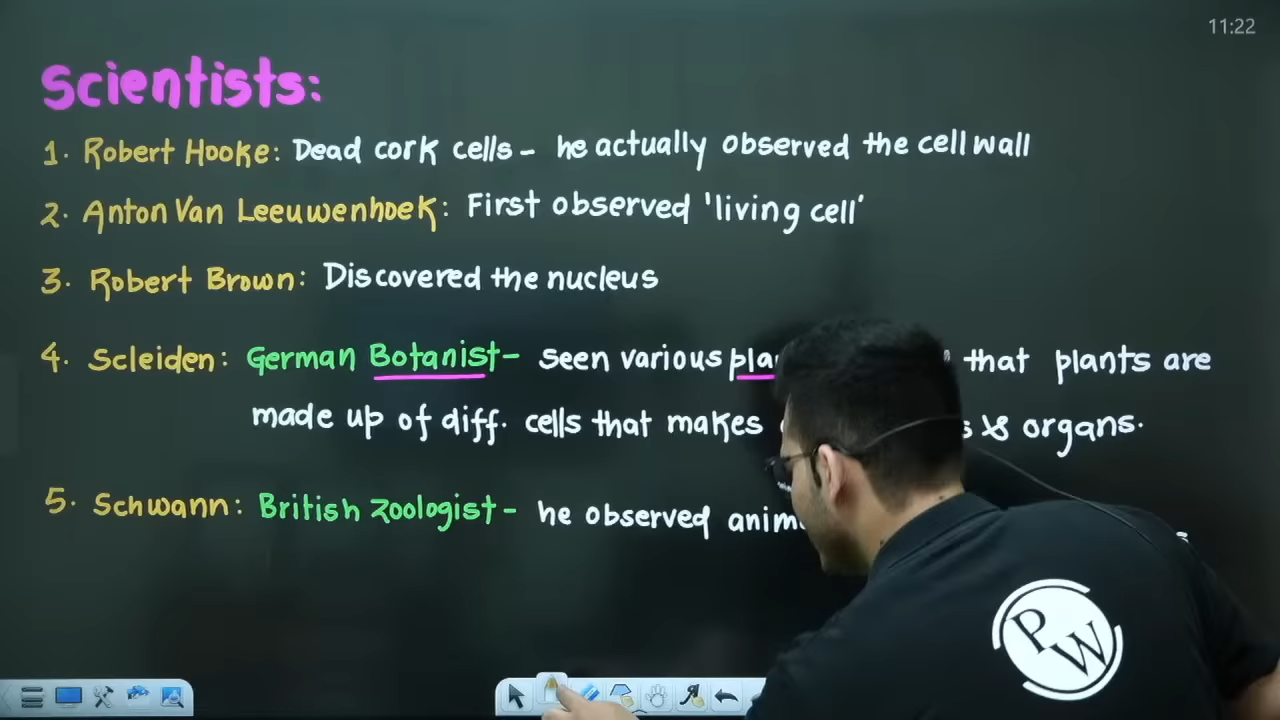 11:22
Scientists:
1. Robert Hooke: Dead cork cells - he actually observed the cell wall
2. Anton Van Leeuwenhoek: First observed 'living cell'
3. Robert Brown: Discovered the nucleus
4. Scleiden: German Botanist- seen various that plants are
made up of diff. cells that makes & organs.
5. Schwann: British Zoologist- he observed
PW